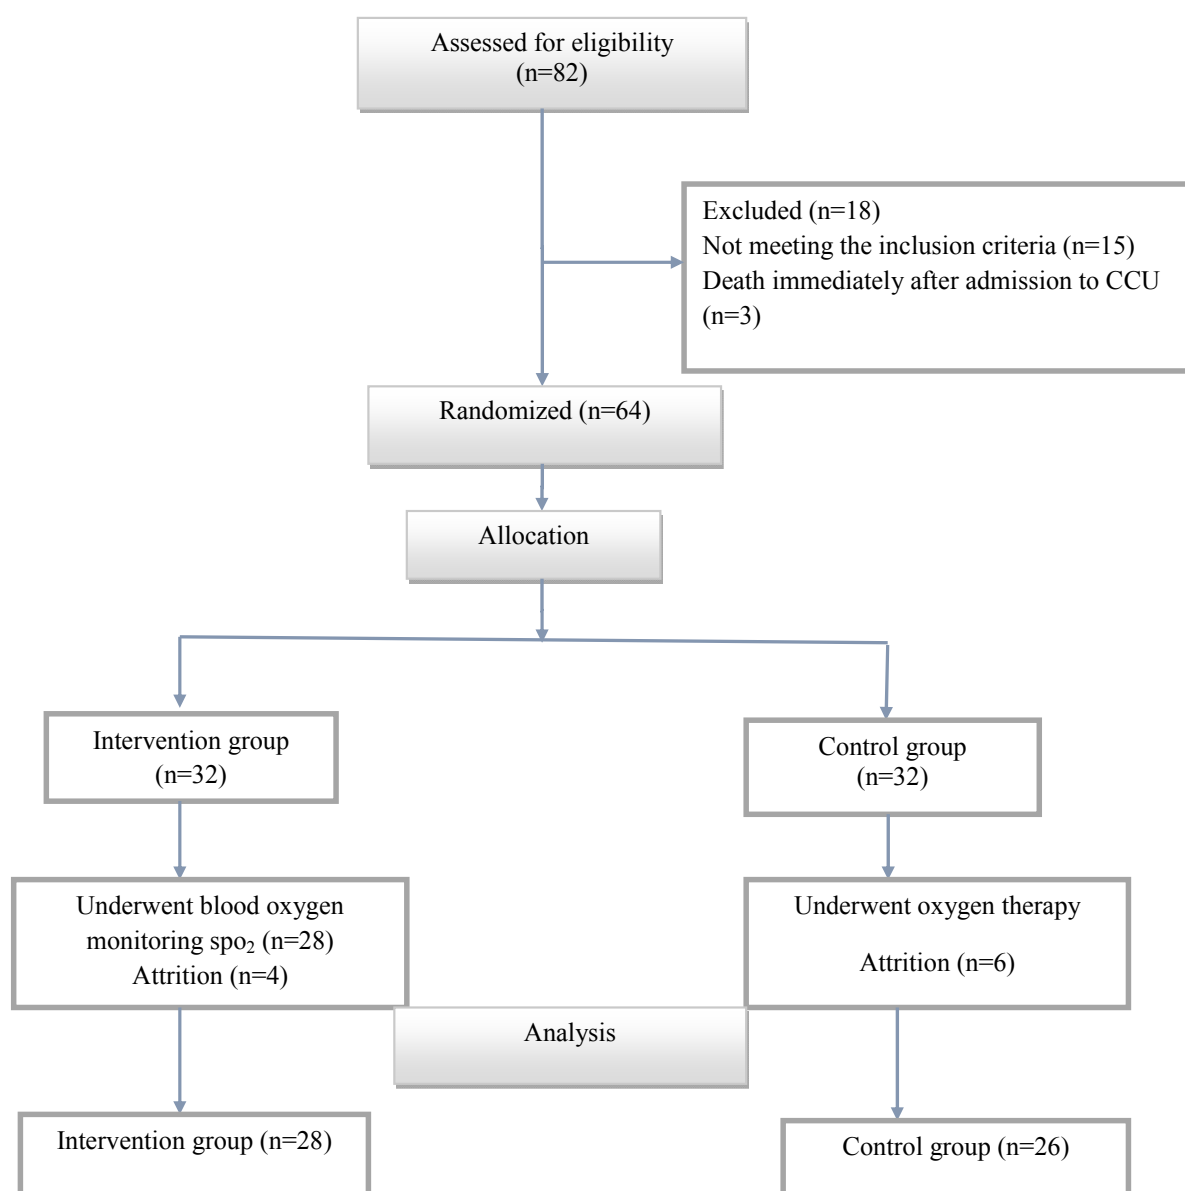 Assessed for eligibility
(n=82)
Excluded (n=18)
Not meeting the inclusion criteria (n=15)
Death immediately after admission to CCU
(n=3)
Randomized (n=64)
Allocation
Intervention group
(n=32)
Control group
(n=32)
Underwent blood oxygen
monitoring spo₂ (n=28)
Attrition (n=4)
Underwent oxygen therapy
Attrition (n=6)
Analysis
Intervention group (n=28)
Control group (n=26)